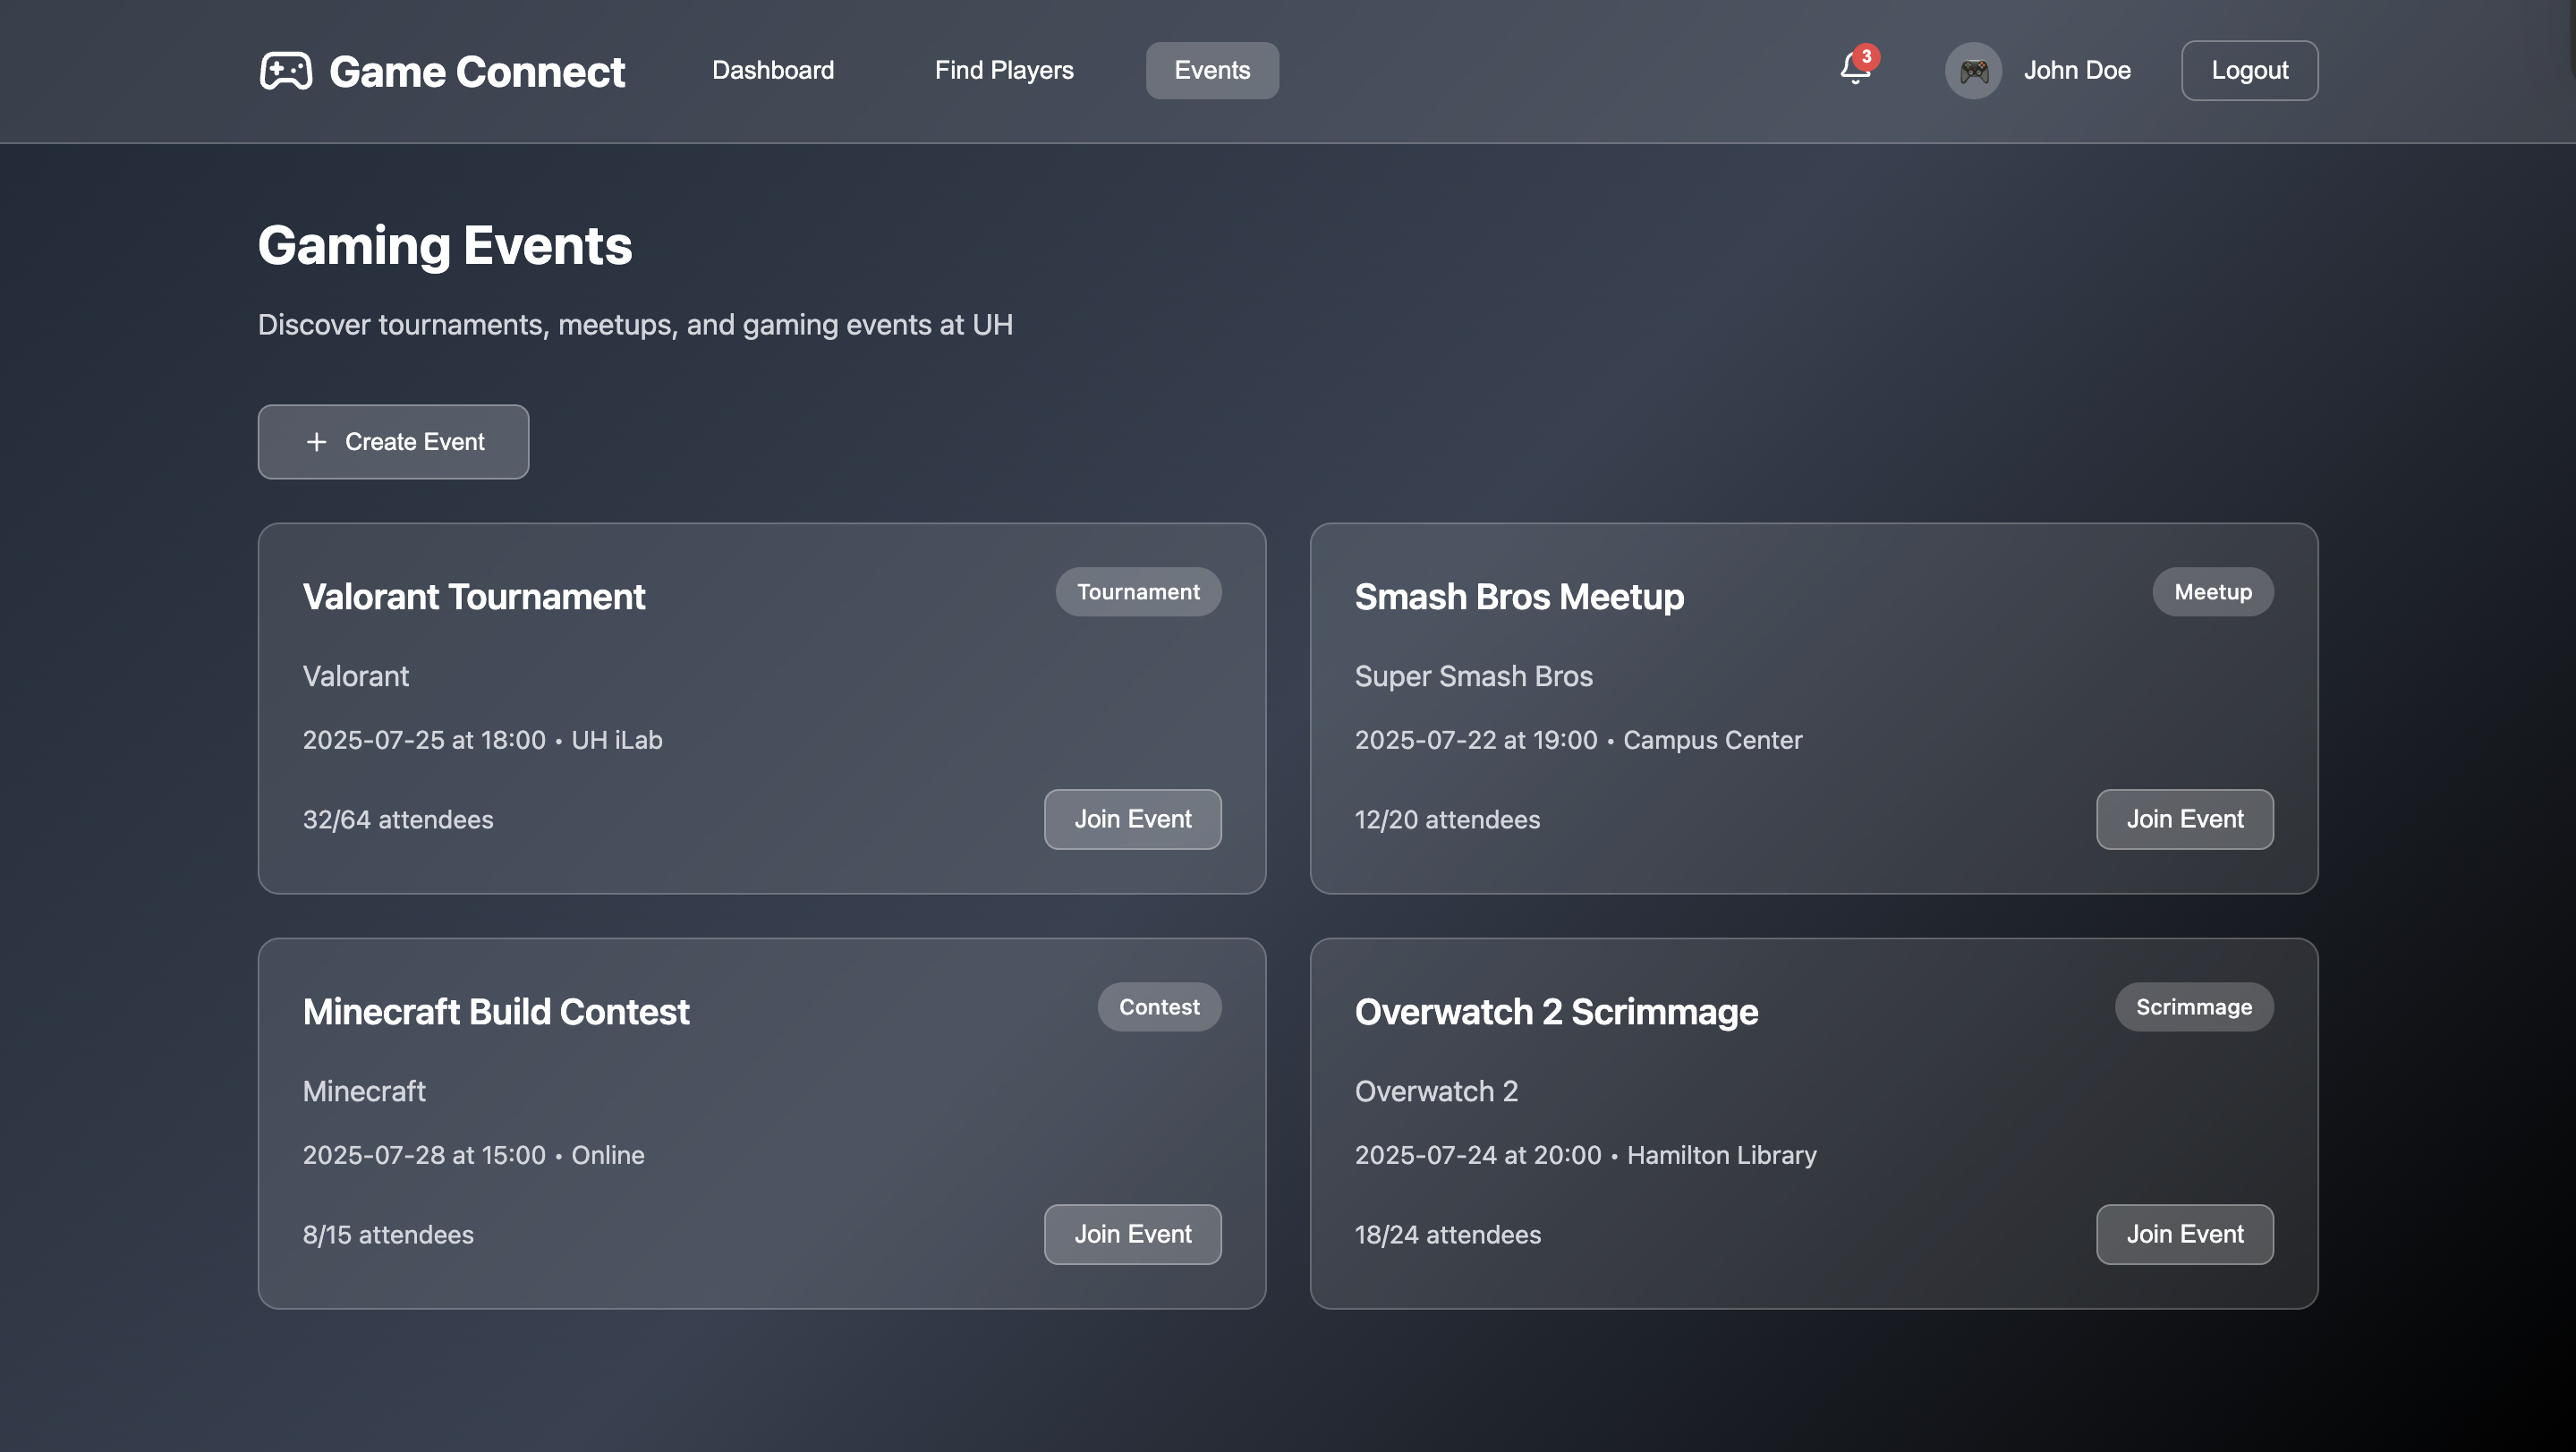 Game Connect
Dashboard
Find Players
Events
3
John Doe
Logout
Gaming Events
Discover tournaments, meetups, and gaming events at UH
+ Create Event
Valorant Tournament
Tournament
Valorant
2025-07-25 at 18:00 • UH iLab
32/64 attendees
Join Event
Smash Bros Meetup
Meetup
Super Smash Bros
2025-07-22 at 19:00 • Campus Center
12/20 attendees
Join Event
Minecraft Build Contest
Contest
Minecraft
2025-07-28 at 15:00 • Online
8/15 attendees
Join Event
Overwatch 2 Scrimmage
Scrimmage
Overwatch 2
2025-07-24 at 20:00 • Hamilton Library
18/24 attendees
Join Event